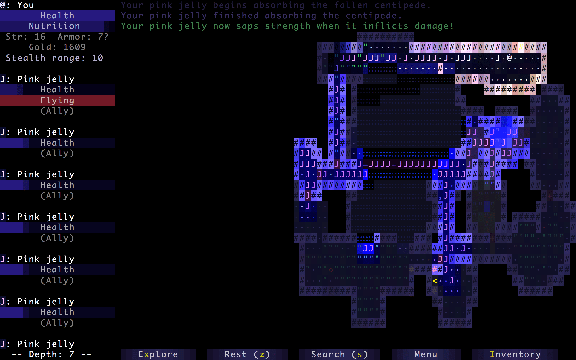 @: You
Your pink jelly begins absorbing the fallen centipede.
Health
Your pink jelly finished absorbing the centipede.
Nutrition
Your pink jelly now saps strength when it inflicts damage!
Str: 16 Armor: 7?
Gold: 1609
Stealth range: 10
J: Pink jelly
Health
Flying
(Ally)
J: Pink jelly
Health
(Ally)
J: Pink jelly
Health
(Ally)
J: Pink jelly
Health
(Ally)
J: Pink jelly
Health
(Ally)
J: Pink jelly
Health
(Ally)
J: Pink jelly
-- Depth: 7 --
Explore Rest (z) Search (s) Menu Inventory